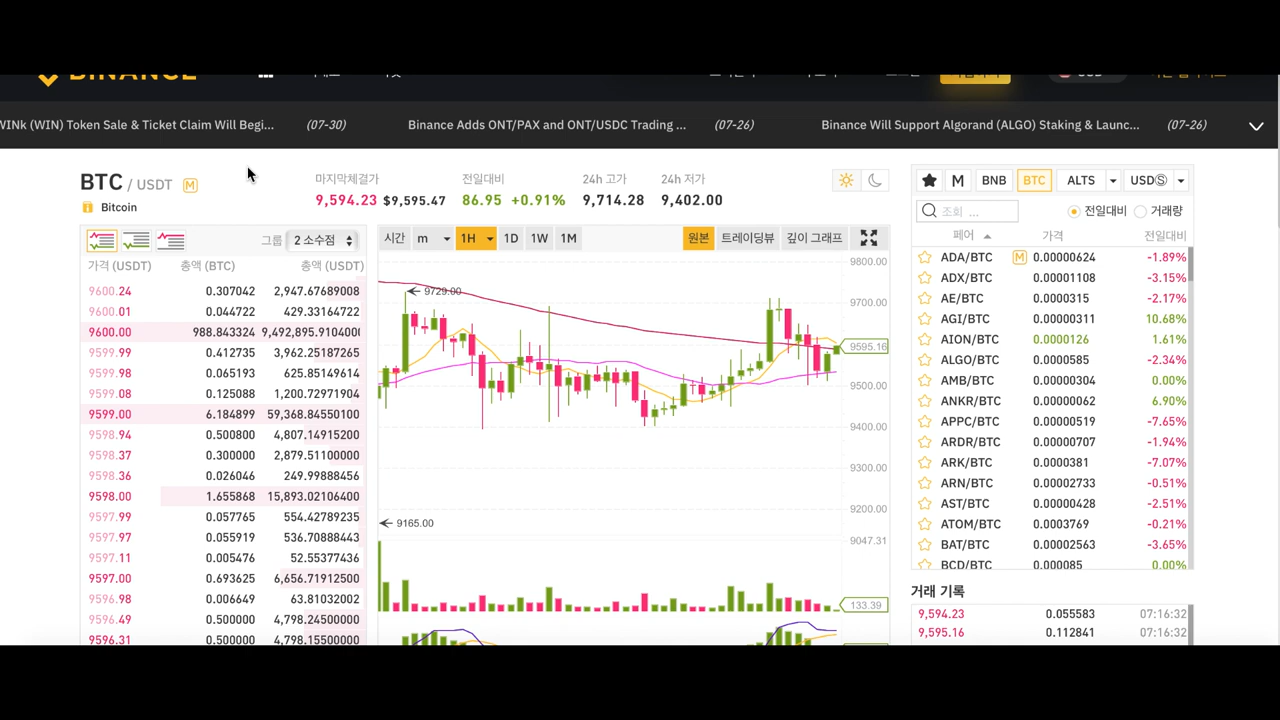 BINANCE
WINk (WIN) Token Sale & Ticket Claim Will Begi... (07-30) Binance Adds ONT/PAX and ONT/USDC Trading ... (07-26) Binance Will Support Algorand (ALGO) Staking & Launc... (07-26)
BTC / USDT M
Bitcoin
마지막체결가 전일대비 24h 고가 24h 저가
9,594.23 $9,595.47 86.95 +0.91% 9,714.28 9,402.00
그룹 2 소수점
가격 (USDT) 총액 (BTC) 총액 (USDT)
9600.24 0.307042 2,947.67689008
9600.01 0.044722 429.33164722
9600.00 988.843324 9,492,895.9104000
9599.99 0.412735 3,962.25187265
9599.98 0.065193 625.85149614
9599.08 0.125088 1,200.72971904
9599.00 6.184899 59,368.84550100
9598.94 0.500800 4,807.14915200
9598.37 0.300000 2,879.51100000
9598.36 0.026046 249.99888456
9598.00 1.655868 15,893.02106400
9597.99 0.057765 554.42789235
9597.97 0.055919 536.70888443
9597.11 0.005476 52.55377436
9597.00 0.693625 6,656.71912500
9596.98 0.006649 63.81032002
9596.49 0.500000 4,798.24500000
9596.31 0.500000 4,798.15500000
시간 m 1H 1D 1W 1M 원본 트레이딩뷰 깊이그래프
9800.00
9729.00
9700.00
9595.16
9500.00
9400.00
9300.00
9200.00
9165.00
9047.31
133.39
M BNB BTC ALTS USDⓈ
조회 ... 전일대비 거래량
페어 가격 전일대비
ADA/BTC M 0.00000624 -1.89%
ADX/BTC 0.00001108 -3.15%
AE/BTC 0.0000315 -2.17%
AGI/BTC 0.00000311 10.68%
AION/BTC 0.0000126 1.61%
ALGO/BTC 0.0000585 -2.34%
AMB/BTC 0.00000304 0.00%
ANKR/BTC 0.00000062 6.90%
APPC/BTC 0.00000519 -7.65%
ARDR/BTC 0.00000707 -1.94%
ARK/BTC 0.0000381 -7.07%
ARN/BTC 0.00002733 -0.51%
AST/BTC 0.00000428 -2.51%
ATOM/BTC 0.0003769 -0.21%
BAT/BTC 0.00002563 -3.65%
BCD/BTC 0.000085 0.00%
거래 기록
9,594.23 0.055583 07:16:32
9,595.16 0.112841 07:16:32